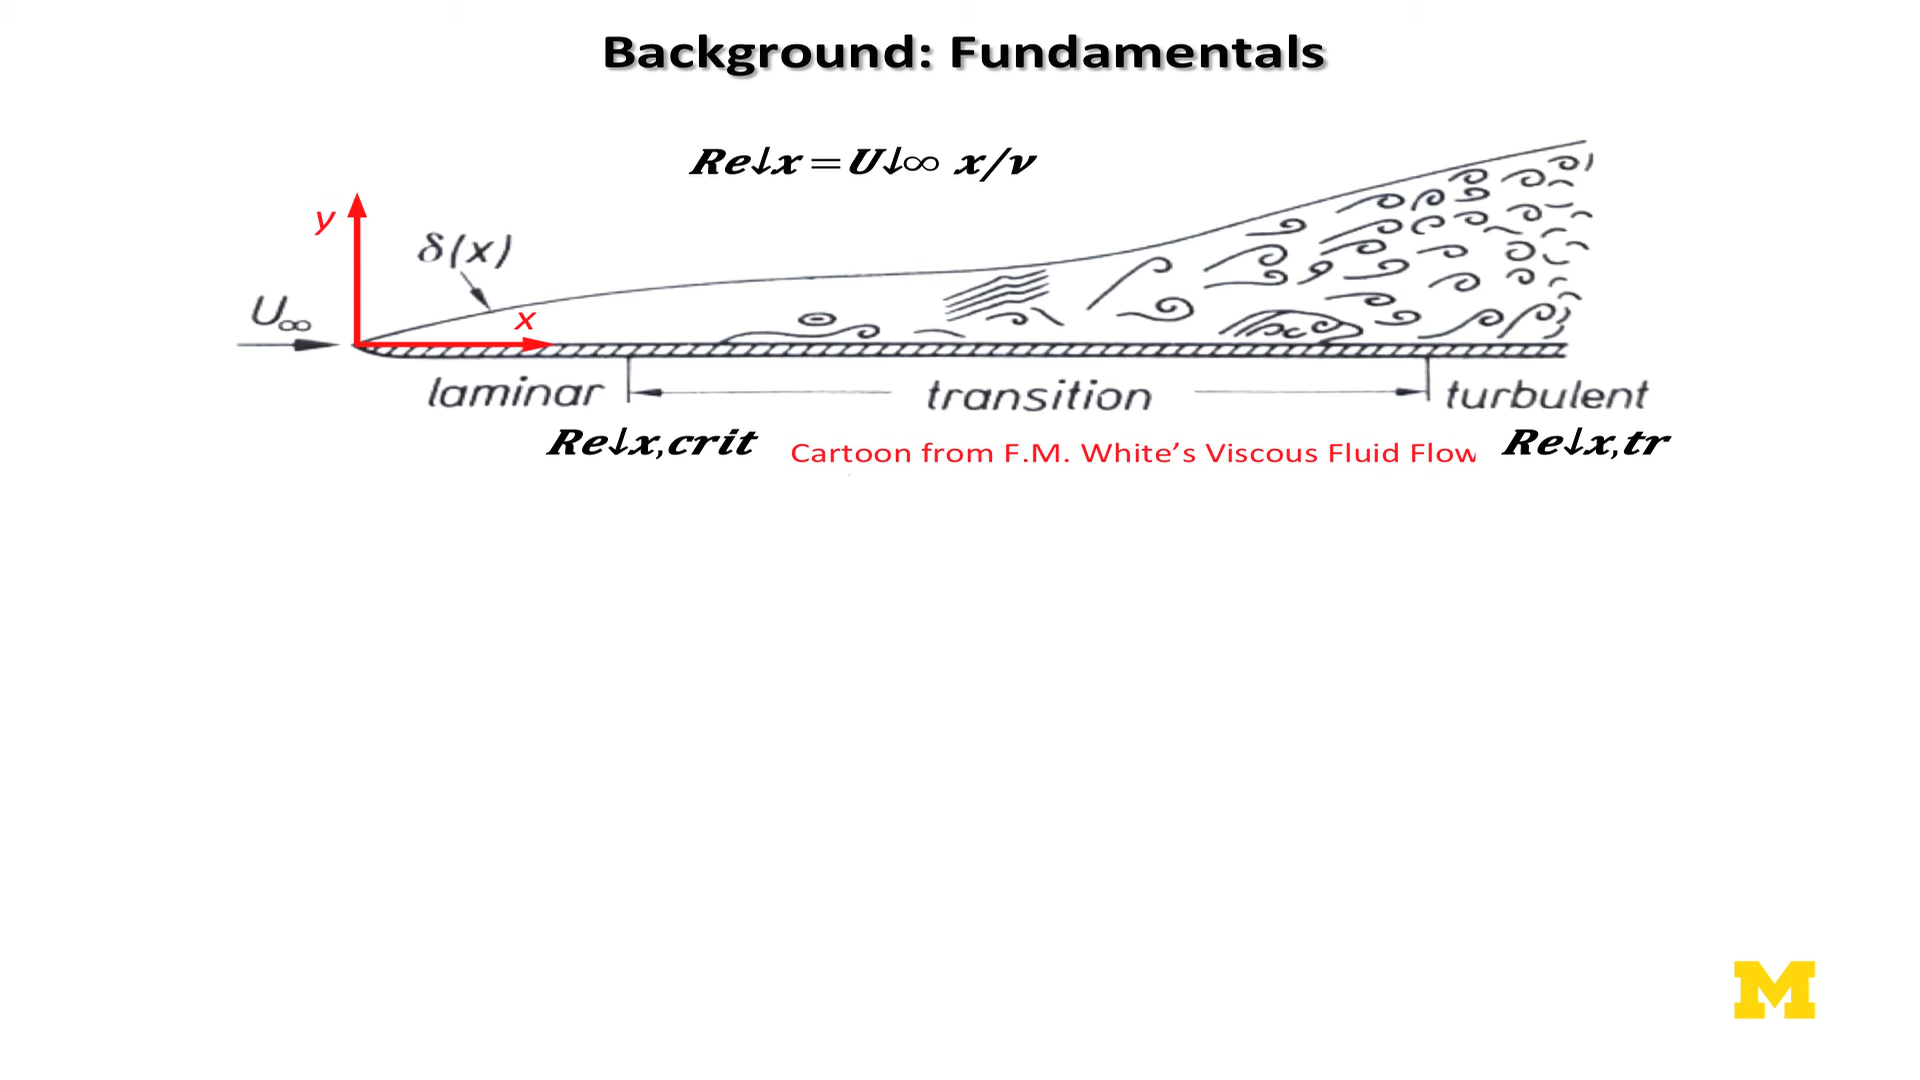 Background: Fundamentals
Re↓x = U↓∞ x/ν
y
δ(x)
U∞
x
laminar
transition
turbulent
Re↓x,crit
Cartoon from F.M. White’s Viscous Fluid Flow
Re↓x,tr
M